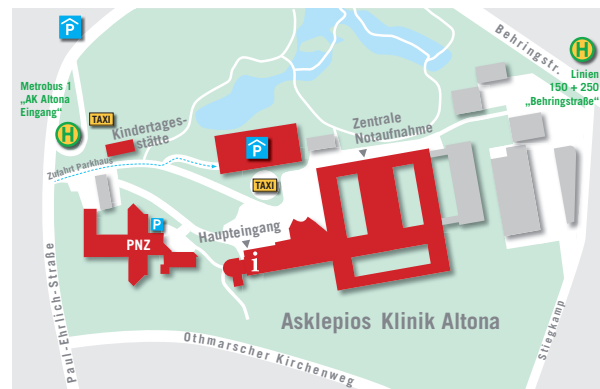 P
Behringstr.
H
Linien
150 + 250
„Behringstraße“
Metrobus 1
„AK Altona
Eingang“
H
TAXI
Kindertages-
stätte
P
Zentrale
Notaufnahme
Zufahrt Parkhaus
TAXI
P
PNZ
Haupteingang
i
Asklepios Klinik Altona
Paul-Ehrlich-Straße
Othmarscher Kirchenweg
Stiegkamp